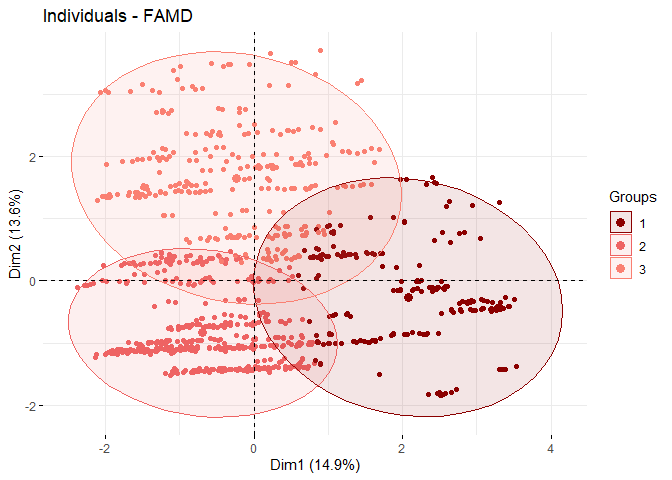 Individuals - FAMD
Dim2 (13.6%)
2
0
-2
-2
0
2
4
Dim1 (14.9%)
Groups
1
2
3